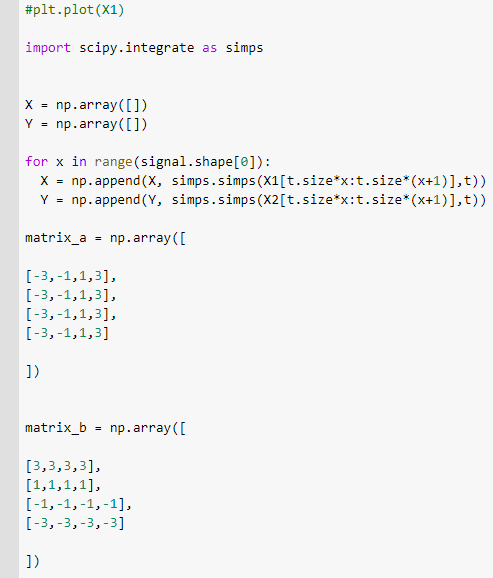 #plt.plot(X1)
import scipy.integrate as simps
X = np.array([])
Y = np.array([])
for x in range(signal.shape[0]):
  X = np.append(X, simps.simps(X1[t.size*x:t.size*(x+1)],t))
  Y = np.append(Y, simps.simps(X2[t.size*x:t.size*(x+1)],t))
matrix_a = np.array([
[-3,-1,1,3],
[-3,-1,1,3],
[-3,-1,1,3],
[-3,-1,1,3]
])
matrix_b = np.array([
[3,3,3,3],
[1,1,1,1],
[-1,-1,-1,-1],
[-3,-3,-3,-3]
])